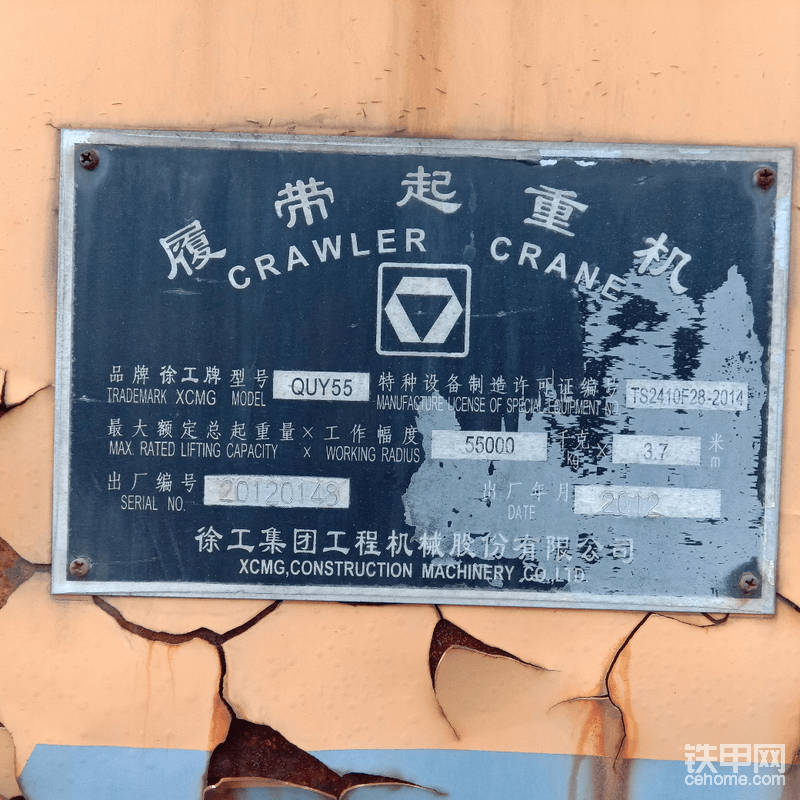 履带起重机
CRAWLER CRANE
品牌 徐工牌 型号 QUY55 特种设备制造许可证编号 TS2410F28-2014
TRADEMARK XCMG MODEL MANUFACTURE LICENSE OF SPECIAL EQUIPMENT NO
最大额定总起重量×工作幅度 55000 千克 × 3.7 米
MAX. RATED LIFTING CAPACITY X WORKING RADIUS kg m
出厂编号 20120148 出厂年月 2012
SERIAL NO. DATE
徐工集团工程机械股份有限公司
XCMG,CONSTRUCTION MACHINERY CO.,LTD.
铁甲网
cehome.com